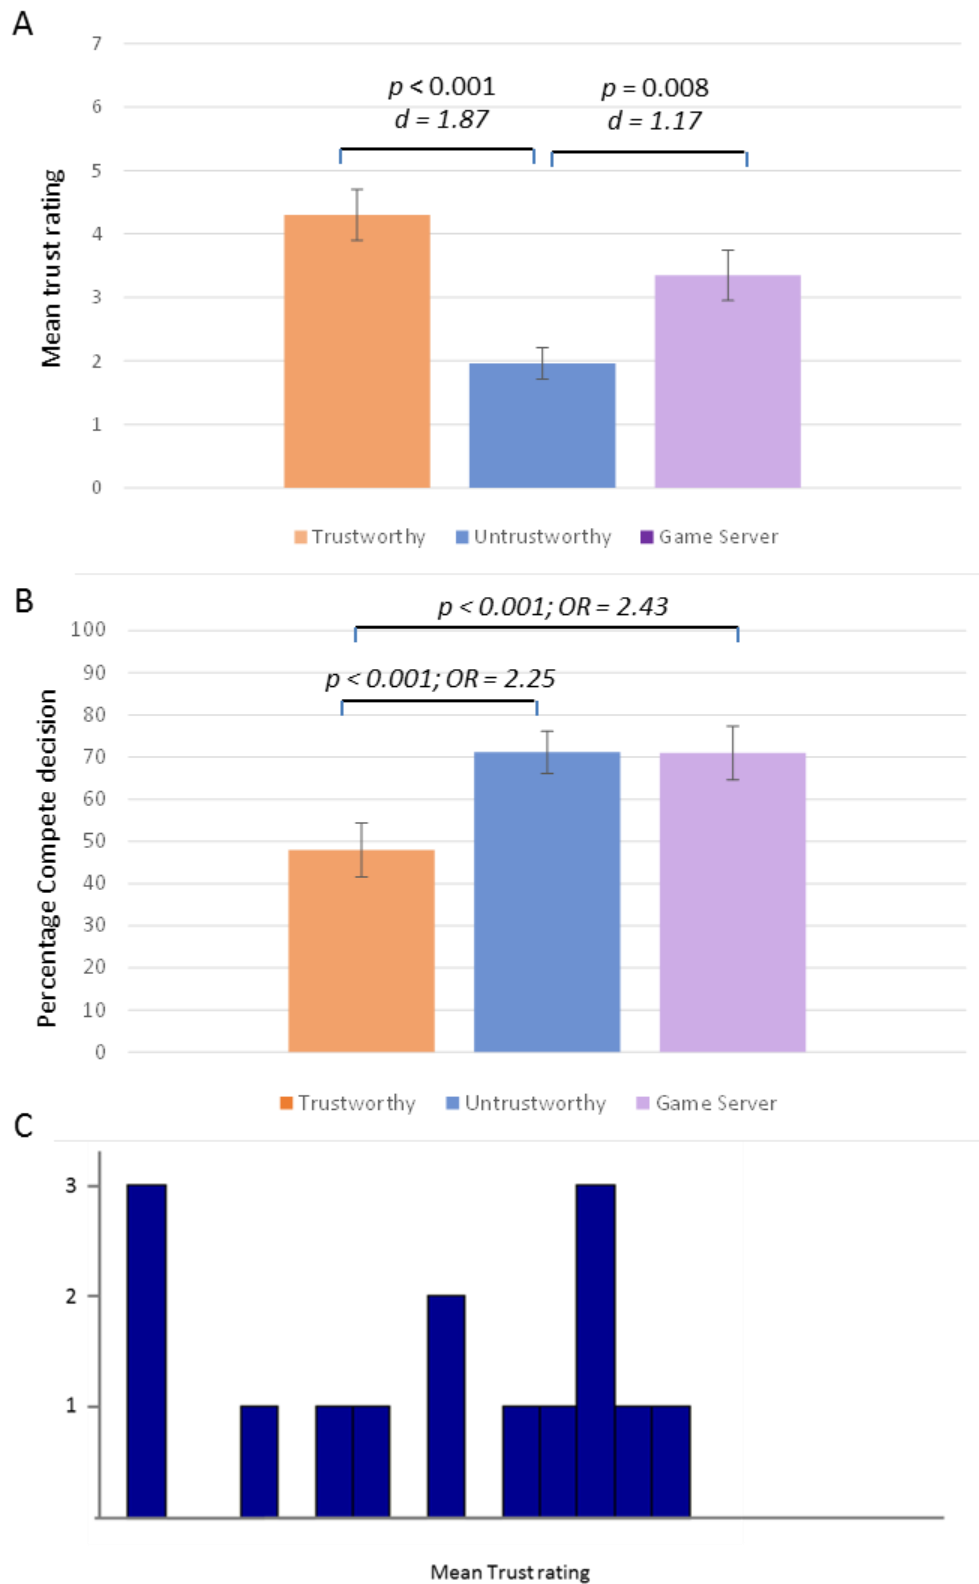 A
7
6
5
4
3
2
1
0
Mean trust rating
p < 0.001
d = 1.87
p = 0.008
d = 1.17
Trustworthy Untrustworthy Game Server
B
100
90
80
70
60
50
40
30
20
10
0
Percentage Compete decision
p < 0.001; OR = 2.43
p < 0.001; OR = 2.25
Trustworthy Untrustworthy Game Server
C
3
2
1
Mean Trust rating